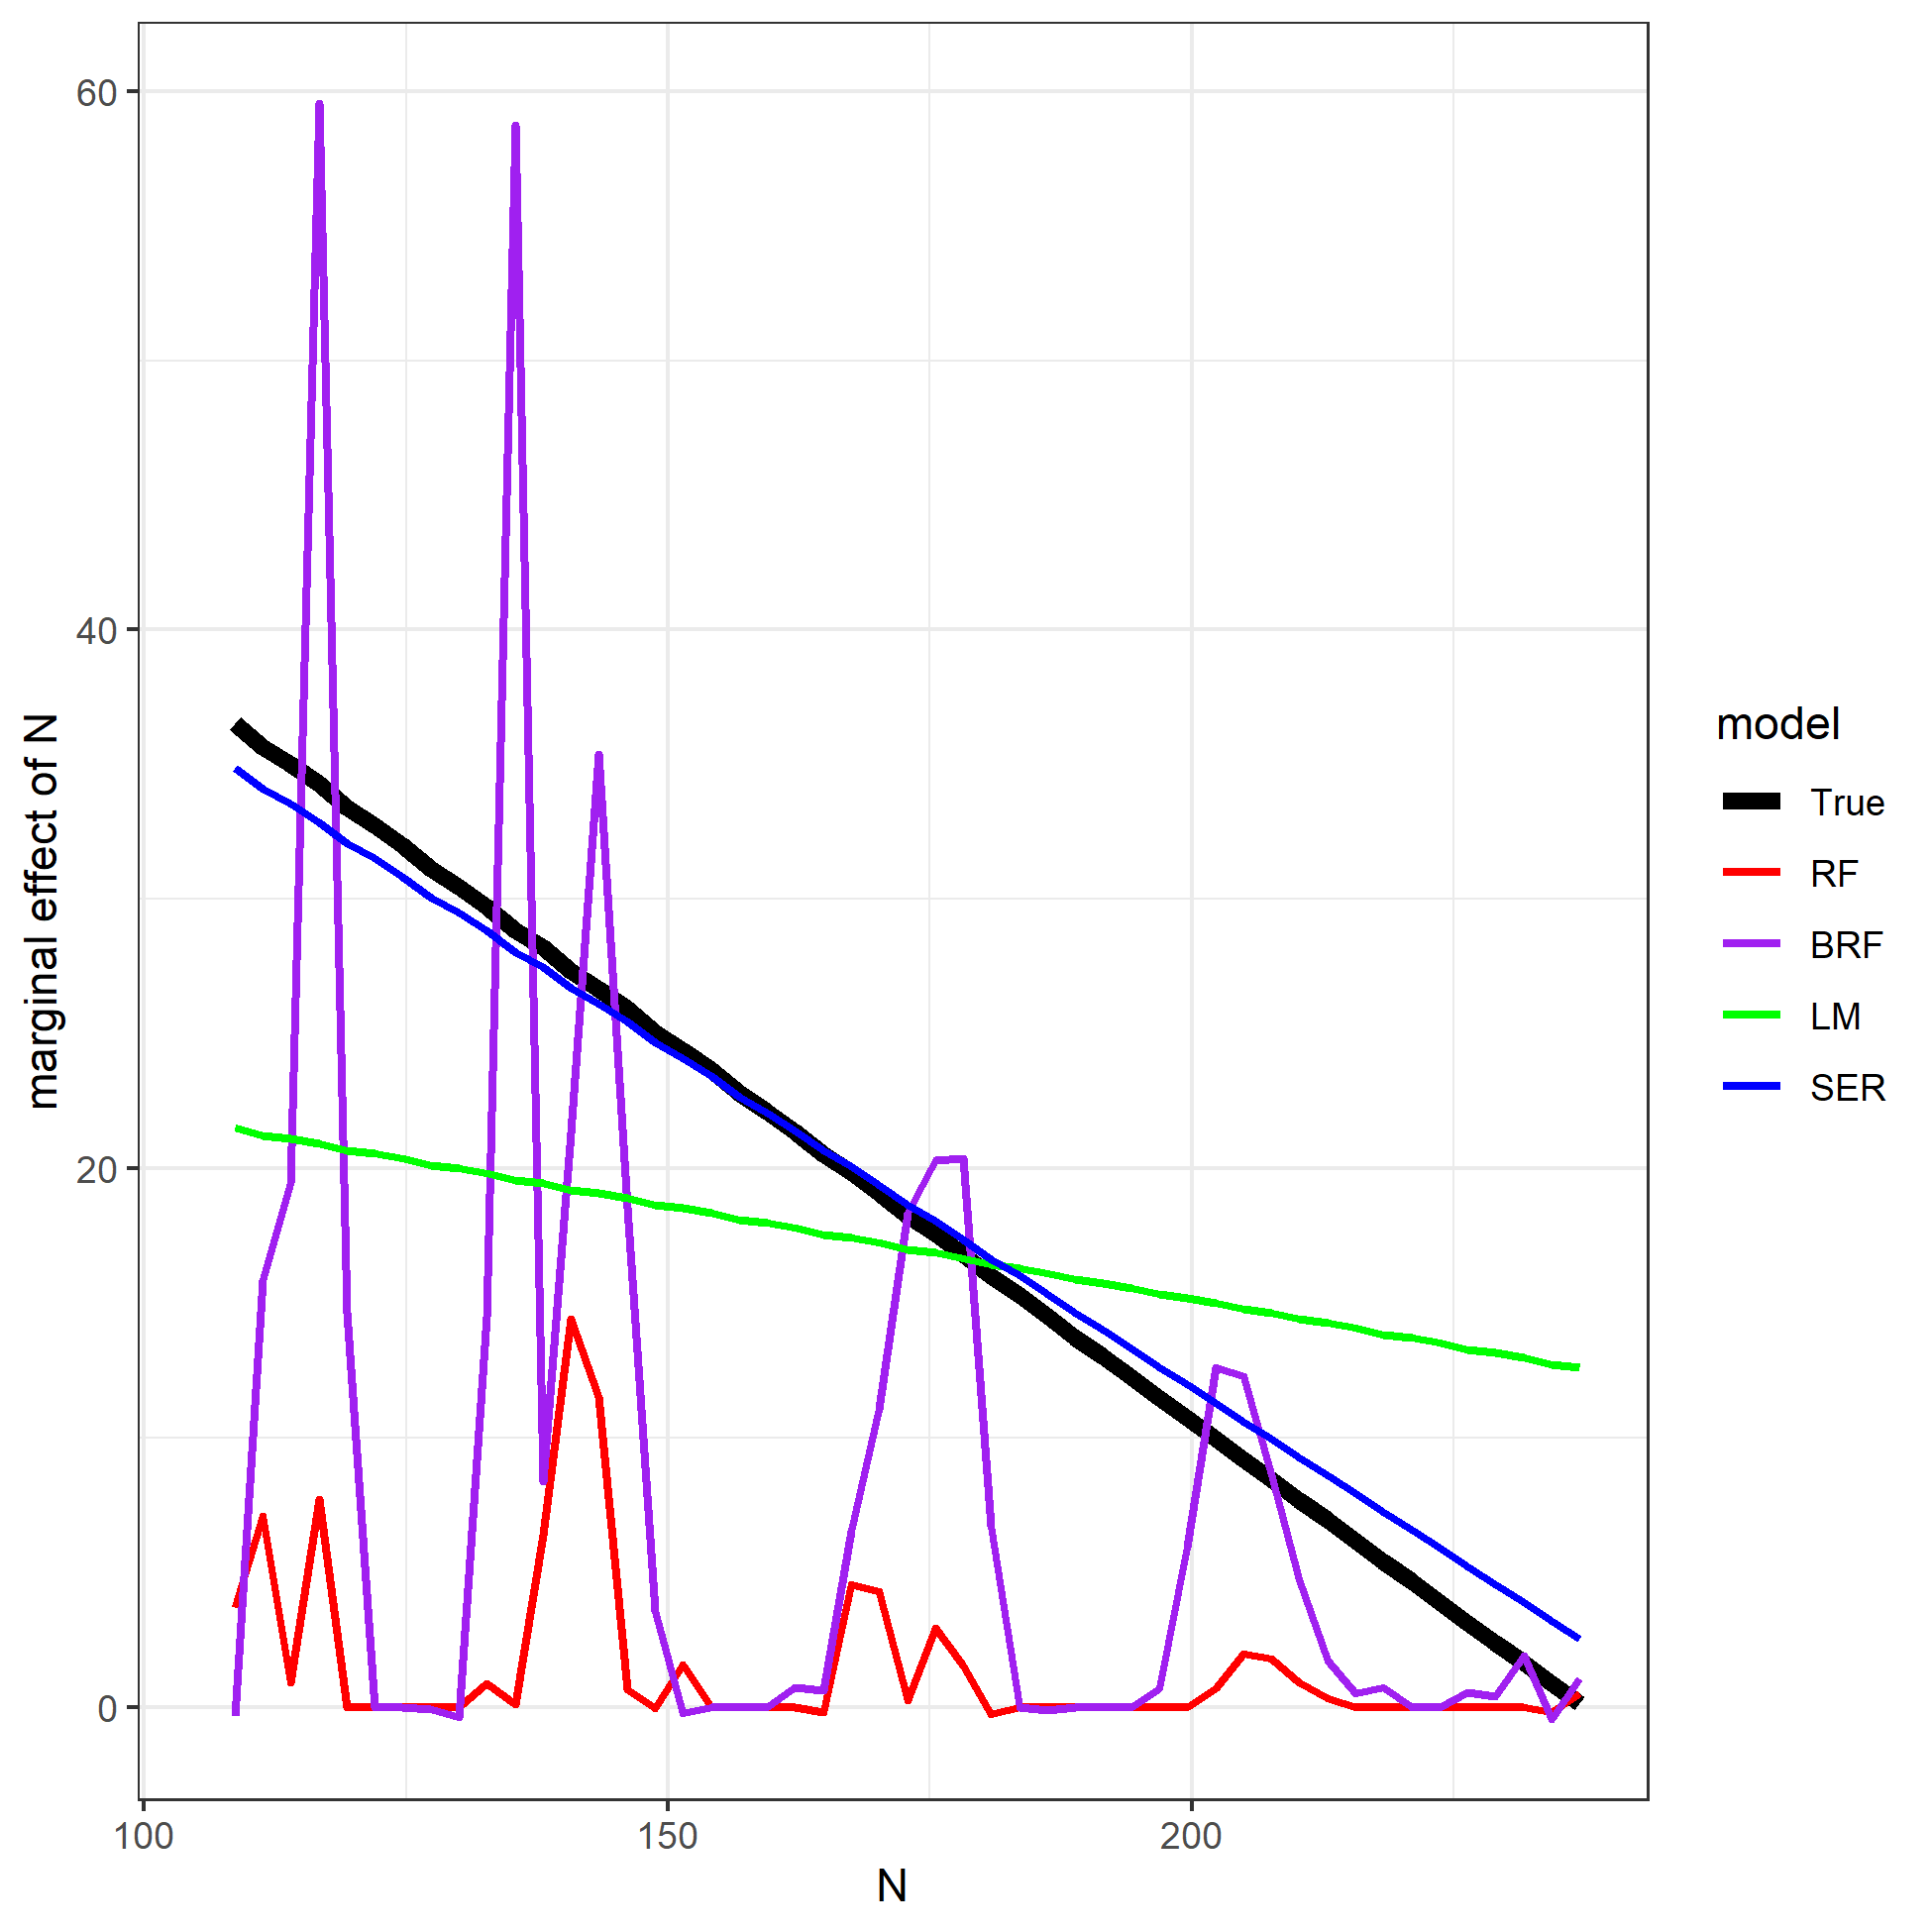 60
40
20
0
marginal effect of N
100
150
200
N
model
True
RF
BRF
LM
SER